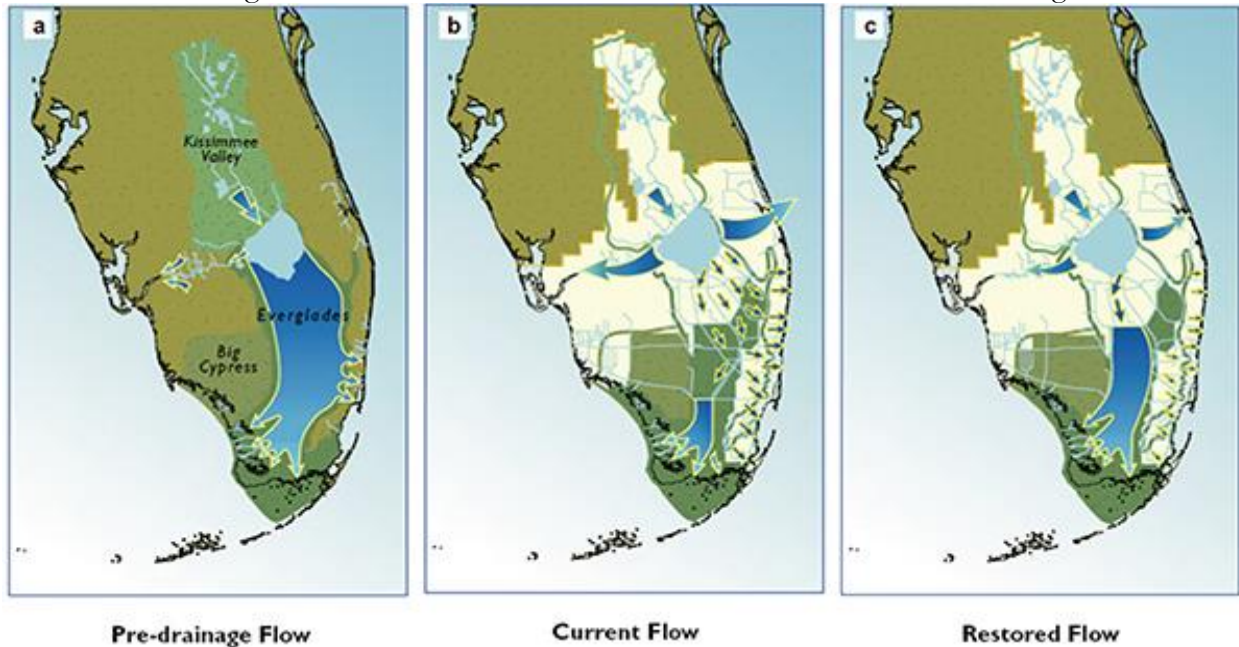 a
b
c
Kissimmee
Valley
Everglades
Big
Cypress
Pre-drainage Flow
Current Flow
Restored Flow